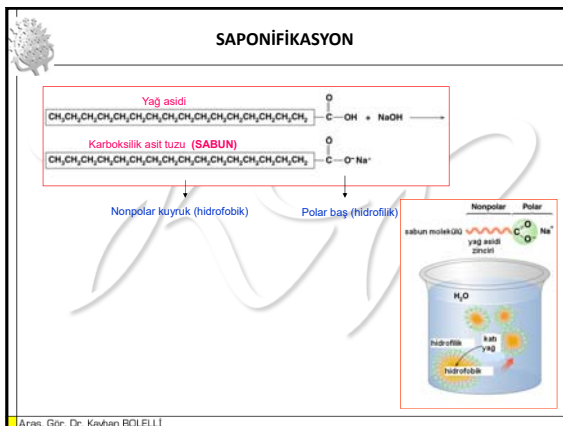 SAPONİFİKASYON
Yağ asidi
CH₃CH₂CH₂CH₂CH₂CH₂CH₂CH₂CH₂CH₂CH₂CH₂CH₂CH₂CH₂CH₂CH₂ C OH + NaOH
O
Karboksilik asit tuzu (SABUN)
CH₃CH₂CH₂CH₂CH₂CH₂CH₂CH₂CH₂CH₂CH₂CH₂CH₂CH₂CH₂CH₂CH₂ C O⁻ Na⁺
O
Nonpolar kuyruk (hidrofobik) Polar baş (hidrofilik)
Nonpolar Polar
sabun molekülü C O O⁻ Na⁺
yağ asidi
zinciri
H₂O
hidrofilik
katı
yağ
hidrofobik
Araş. Gör. Dr. Kayhan BOLELLİ